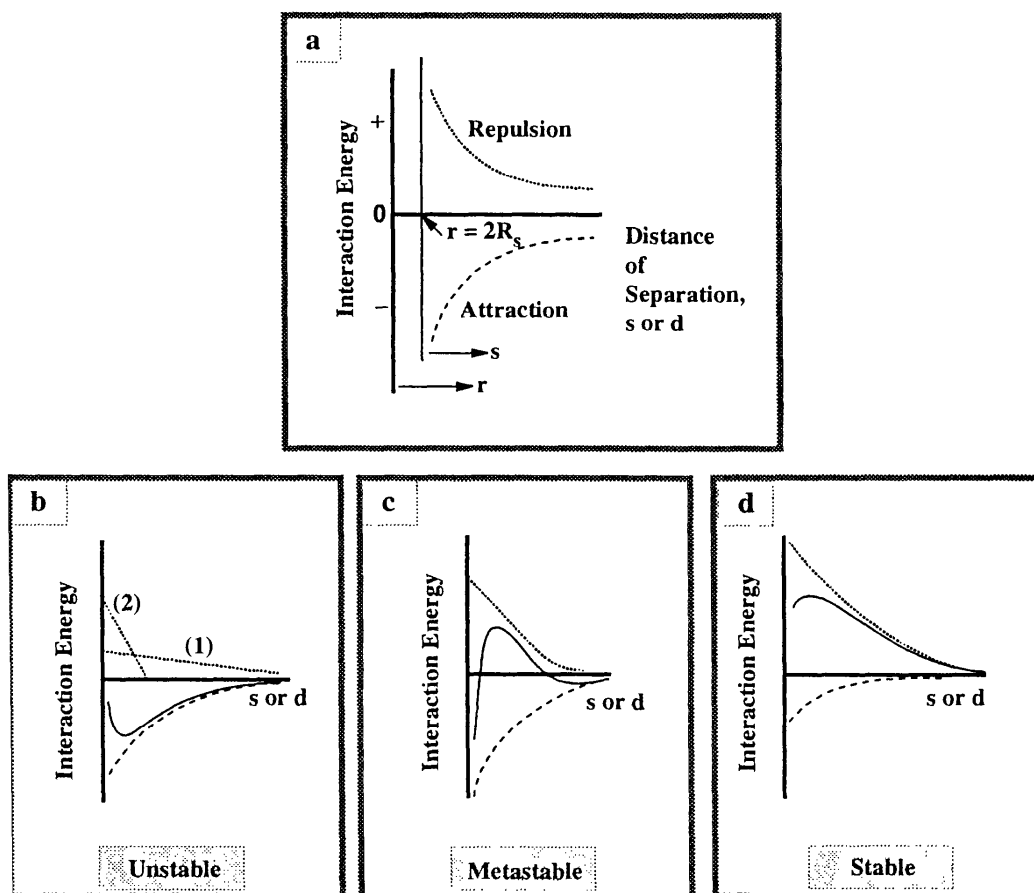 a
Interaction Energy
+
0
−
Repulsion
r = 2R_s
Attraction
s
r
Distance
of
Separation,
s or d
b
Interaction Energy
(2)
(1)
s or d
Unstable
c
Interaction Energy
s or d
Metastable
d
Interaction Energy
s or d
Stable